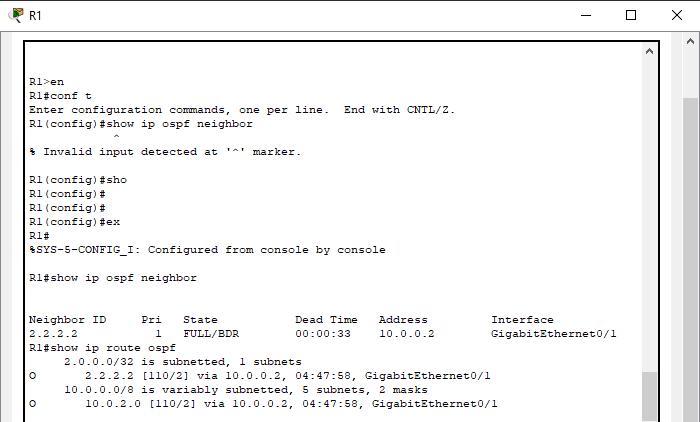 R1
R1>en
R1#conf t
Enter configuration commands, one per line.  End with CNTL/Z.
R1(config)#show ip ospf neighbor
            ^
% Invalid input detected at '^' marker.
R1(config)#sho
R1(config)#
R1(config)#
R1(config)#ex
R1#
%SYS-5-CONFIG_I: Configured from console by console
R1#show ip ospf neighbor
Neighbor ID     Pri   State           Dead Time   Address         Interface
2.2.2.2           1   FULL/BDR        00:00:33    10.0.0.2        GigabitEthernet0/1
R1#show ip route ospf
     2.0.0.0/32 is subnetted, 1 subnets
O       2.2.2.2 [110/2] via 10.0.0.2, 04:47:58, GigabitEthernet0/1
     10.0.0.0/8 is variably subnetted, 5 subnets, 2 masks
O       10.0.2.0 [110/2] via 10.0.0.2, 04:47:58, GigabitEthernet0/1